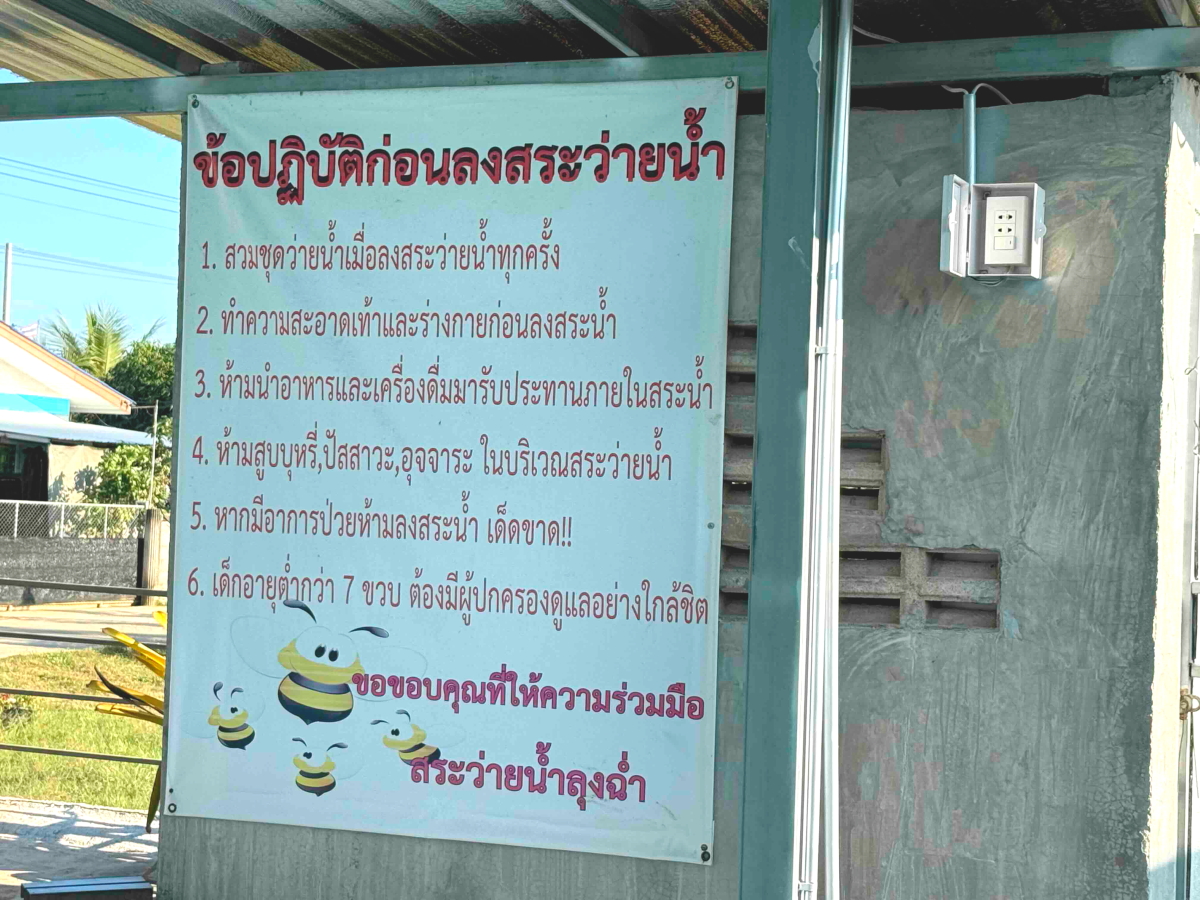 ข้อปฏิบัติก่อนลงสระว่ายน้ำ
1. สวมชุดว่ายน้ำเมื่อลงสระว่ายน้ำทุกครั้ง
2. ทำความสะอาดเท้าและร่างกายก่อนลงสระน้ำ
3. ห้ามนำอาหารและเครื่องดื่มมารับประทานภายในสระน้ำ
4. ห้ามสูบบุหรี่,ปัสสาวะ,อุจจาระ ในบริเวณสระว่ายน้ำ
5. หากมีอาการป่วยห้ามลงสระน้ำ เด็ดขาด!!
6. เด็กอายุต่ำกว่า 7 ขวบ ต้องมีผู้ปกครองดูแลอย่างใกล้ชิต
ขอขอบคุณที่ให้ความร่วมมือ
สระว่ายน้ำลุงฉ่ำ